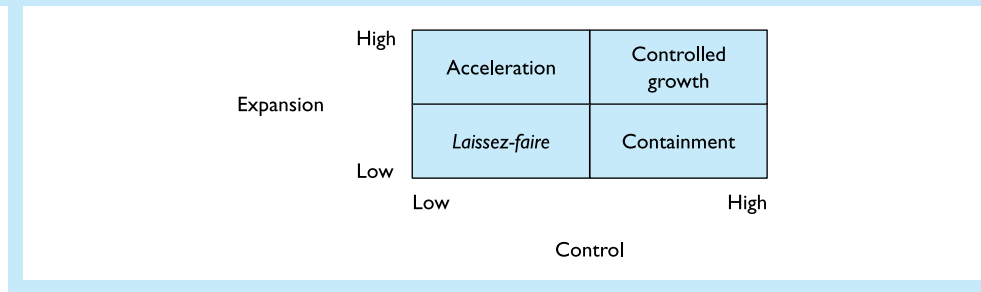 High
Acceleration
Controlled
growth
Expansion
Laissez-faire
Containment
Low
Low
High
Control